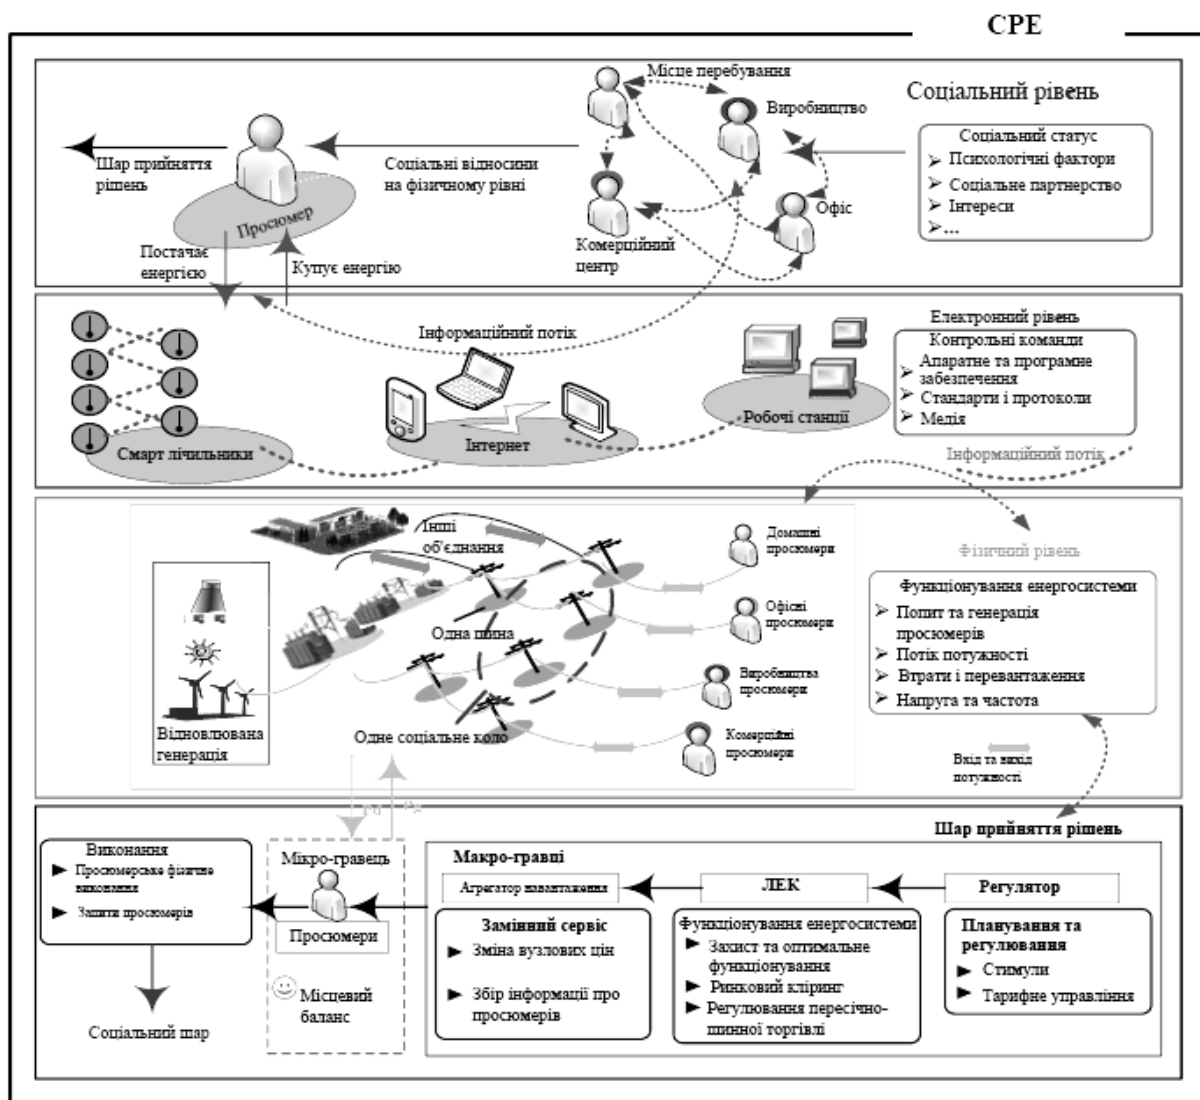 CPE
Місце перебування
Виробництво
Соціальний рівень
Шар прийняття
рішень
Соціальні відносини
на фізичному рівні
Просюмер
Офіс
Комерційний
центр
Соціальний статус
Психологічні фактори
Соціальне партнерство
Інтереси
...
Постачає
енергією
Купує енергію
Інформаційний потік
Електронний рівень
Контрольні команди
Апаратне та програмне
забезпечення
Стандарти і протоколи
Медія
Смарт лічильники
Інтернет
Робочі станції
Інформаційний потік
Інші
об'єднання
Домашні
просюмери
Фізичний рівень
Функціонування енергосистеми
Попит та генерація
просюмерів
Потік потужності
Втрати і перевантаження
Напруга та частота
Одна шина
Офісні
просюмери
Виробництва
просюмери
Відновлювана
генерація
Одне соціальне коло
Комерційні
просюмери
Вхід та вихід
потужності
Шар прийняття рішень
Виконання
Просюмерське фізичне
виконання
Запити просюмерів
Соціальний шар
Мікро-гравець
Просюмери
Місцевий
баланс
Макро-гравці
Агрегатор навантаження
ЛЕК
Регулятор
Замінний сервіс
Зміна вузлових цін
Збір інформації про
просюмерів
Функціонування енергосистеми
Захист та оптимальне
функціонування
Ринковий кліринг
Регулювання пересічно-
шинної торгівлі
Планування та
регулювання
Стимули
Тарифне управління